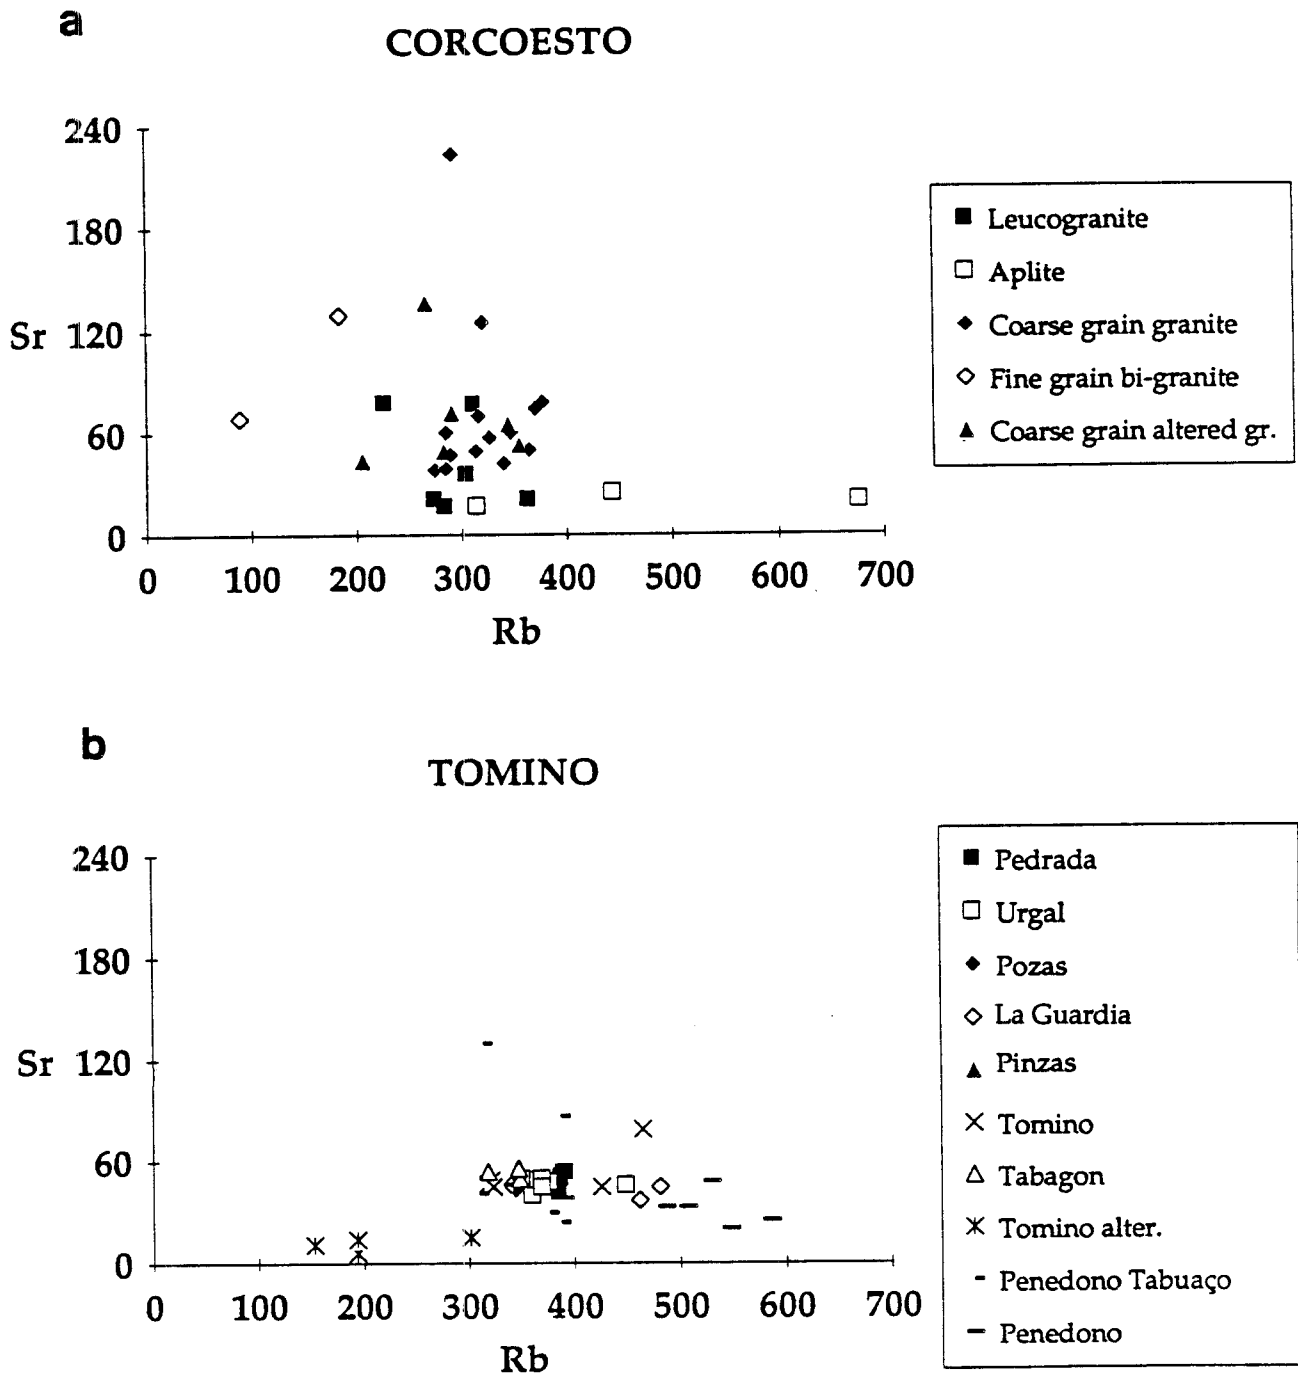 a
CORCOESTO
240
180
Sr 120
60
0
0 100 200 300 400 500 600 700
Rb
Leucogranite
Aplite
Coarse grain granite
Fine grain bi-granite
Coarse grain altered gr.
b
TOMINO
240
180
Sr 120
60
0
0 100 200 300 400 500 600 700
Rb
Pedrada
Urgal
Pozas
La Guardia
Pinzas
Tomino
Tabagon
Tomino alter.
Penedono Tabuaço
Penedono